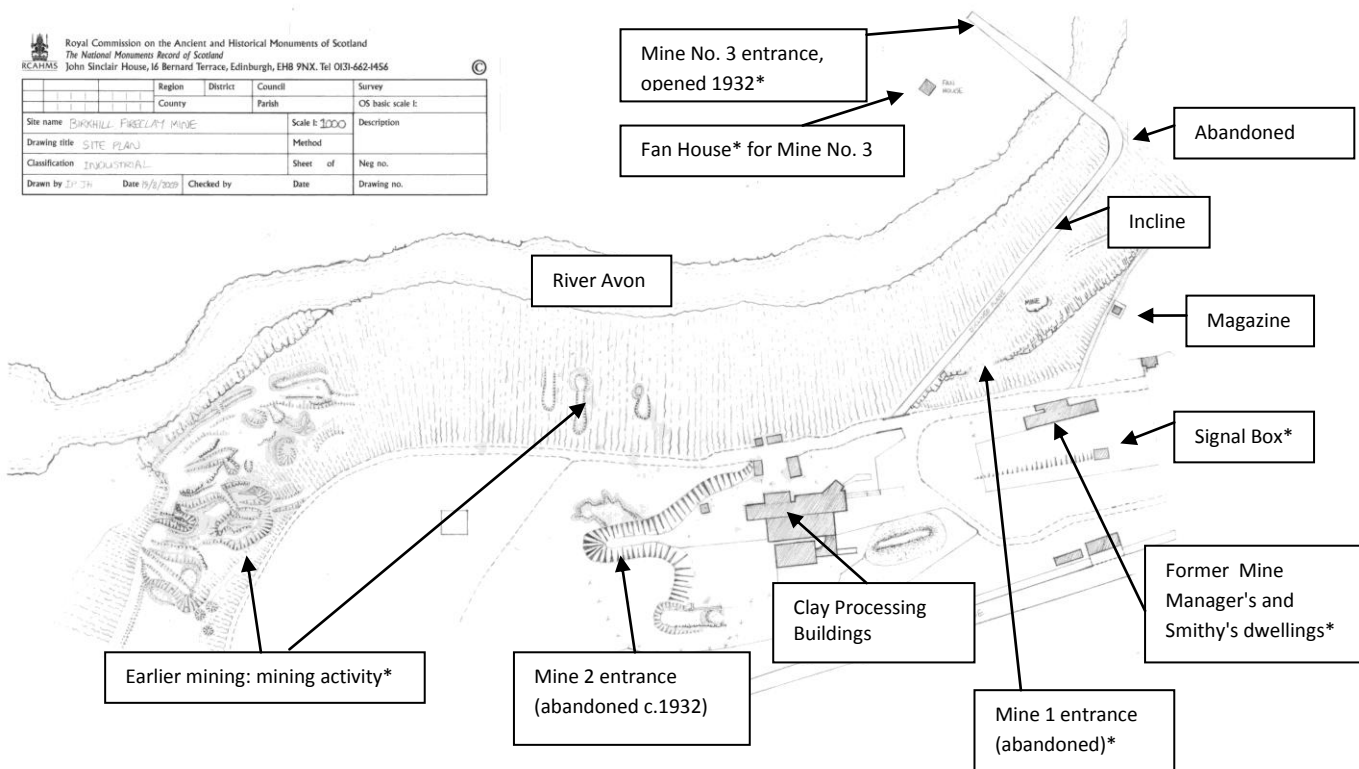 Royal Commission on the Ancient and Historical Monuments of Scotland
The National Monuments Record of Scotland
RCAHMS John Sinclair House, 16 Bernard Terrace, Edinburgh, EH8 9NX. Tel 0131-662-1456 ©
Region District Council Survey
County Parish OS basic scale 1:
Site name BIRKHILL FIRECLAY MINE Scale 1: 1000 Description
Drawing title SITE PLAN Method
Classification INDUSTRIAL Sheet of Neg no.
Drawn by Date 19/2/2009 Checked by Date Drawing no.
Mine No. 3 entrance,
opened 1932*
FAN
HOUSE
Fan House* for Mine No. 3
Abandoned
Incline
River Avon
MINE
Magazine
Signal Box*
Former Mine
Manager's and
Smithy's dwellings*
Clay Processing
Buildings
Earlier mining: mining activity*
Mine 2 entrance
(abandoned c.1932)
Mine 1 entrance
(abandoned)*